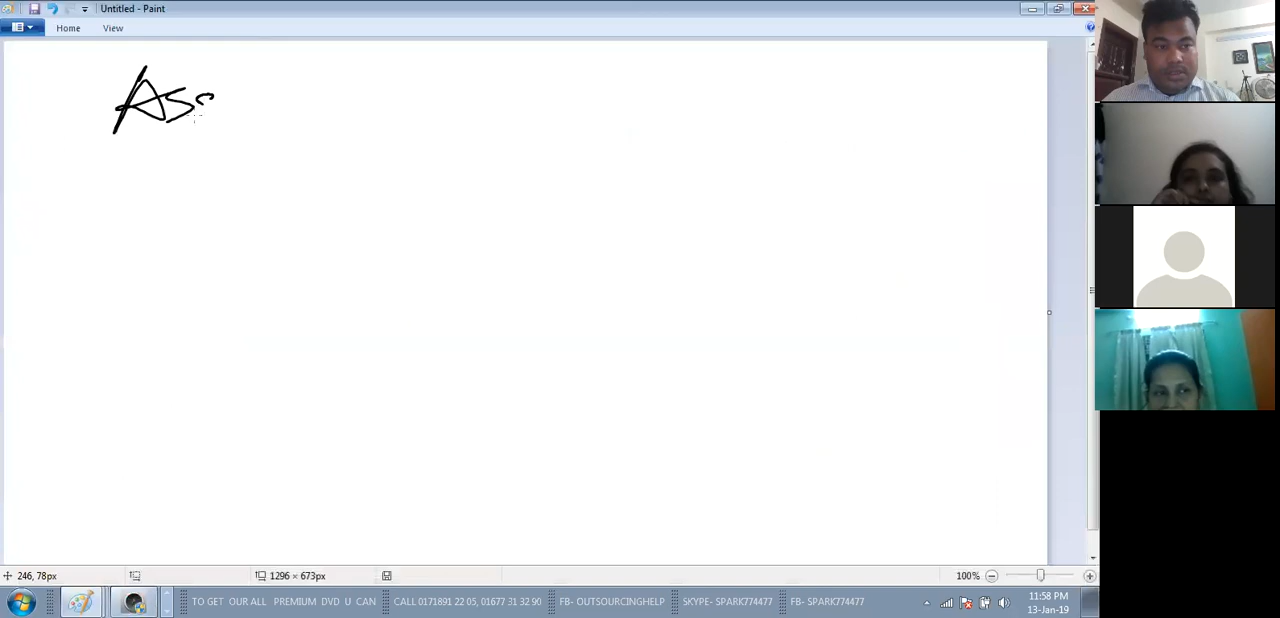 Untitled - Paint
Home View
Ass
246, 78px 1296 × 673px 100%
TO GET OUR ALL PREMIUM DVD U CAN CALL 0171891 22 05, 01677 31 32 90 FB- OUTSOURCINGHELP SKYPE- SPARK774477 FB- SPARK774477 11:58 PM
13-Jan-19